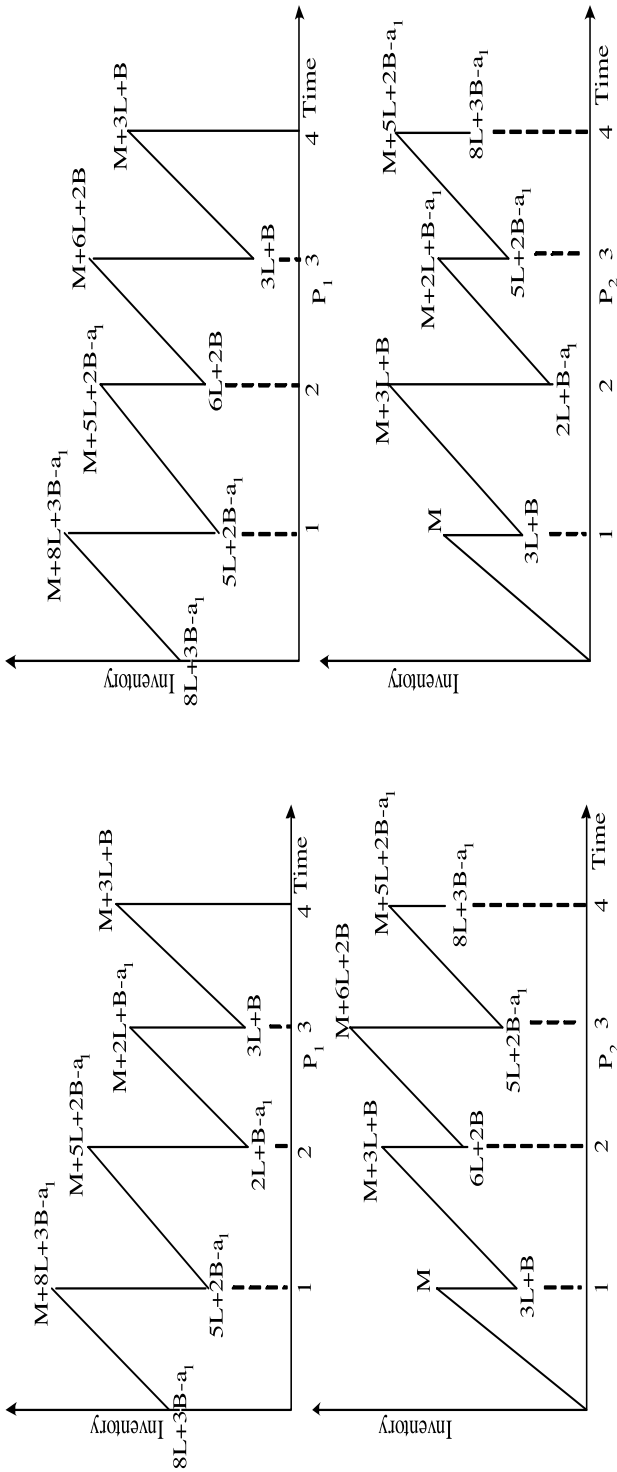 Inventory
8L+3B-a₁
M+8L+3B-a₁
5L+2B-a₁
M+5L+2B-a₁
2L+B-a₁
M+2L+B-a₁
3L+B
M+3L+B
1
2
3
4
Time
P₁
Inventory
M
3L+B
M+3L+B
6L+2B
M+6L+2B
5L+2B-a₁
M+5L+2B-a₁
8L+3B-a₁
1
2
3
4
Time
P₂
Inventory
8L+3B-a₁
M+8L+3B-a₁
5L+2B-a₁
M+5L+2B-a₁
6L+2B
M+6L+2B
3L+B
M+3L+B
1
2
3
4
Time
P₁
Inventory
M
3L+B
M+3L+B
2L+B-a₁
M+2L+B-a₁
5L+2B-a₁
M+5L+2B-a₁
8L+3B-a₁
1
2
3
4
Time
P₂